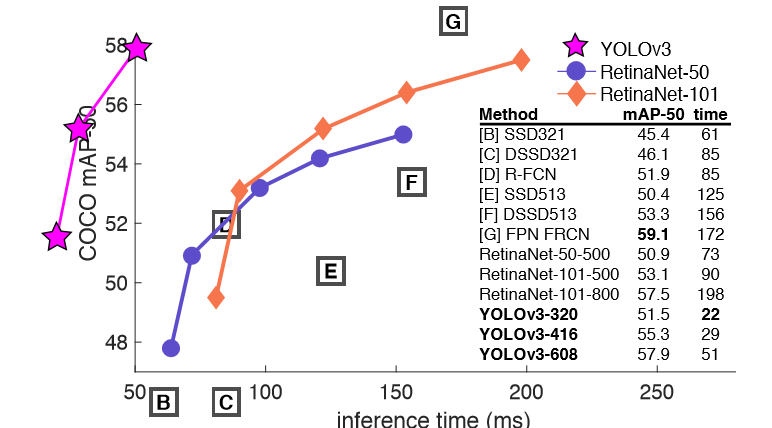 G
58
56
54
52
50
48
COCO mAP-50
YOLOv3
RetinaNet-50
RetinaNet-101
Method mAP-50 time
[B] SSD321 45.4 61
[C] DSSD321 46.1 85
[D] R-FCN 51.9 85
[E] SSD513 50.4 125
[F] DSSD513 53.3 156
[G] FPN FRCN 59.1 172
RetinaNet-50-500 50.9 73
RetinaNet-101-500 53.1 90
RetinaNet-101-800 57.5 198
YOLOv3-320 51.5 22
YOLOv3-416 55.3 29
YOLOv3-608 57.9 51
F
D
E
50 100 150 200 250
B C
inference time (ms)